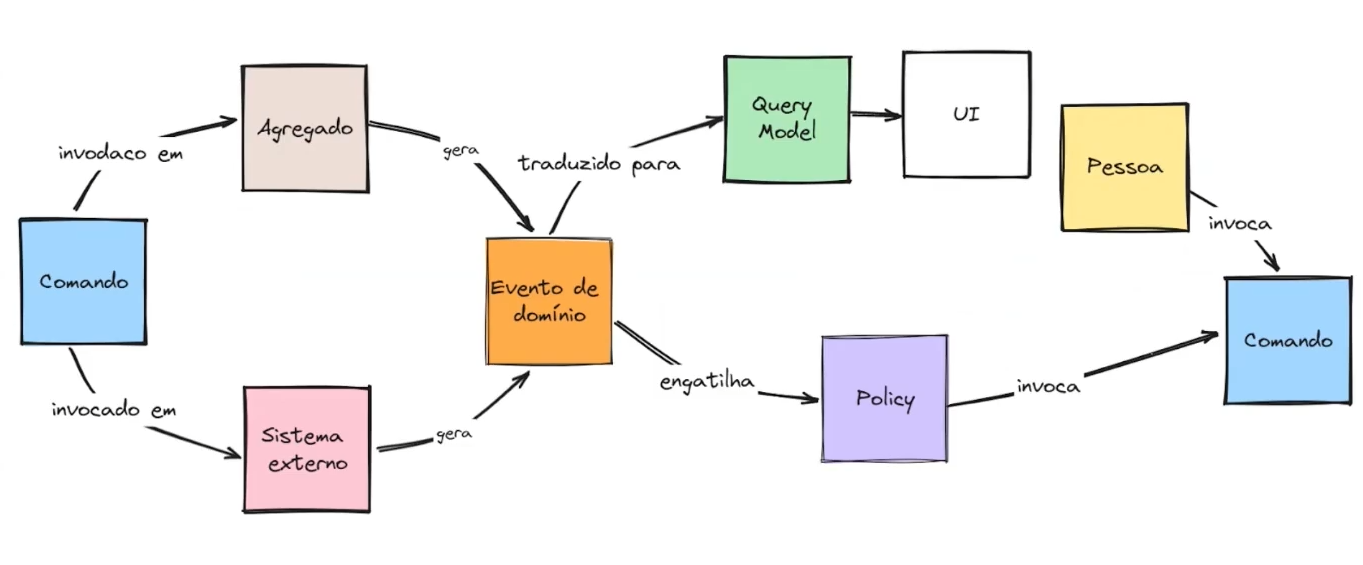 Agregado
invodaco em
gera
Comando
invocado em
Sistema
externo
gera
Evento de
domínio
traduzido para
Query
Model
UI
engatilha
Policy
invoca
Pessoa
invoca
Comando